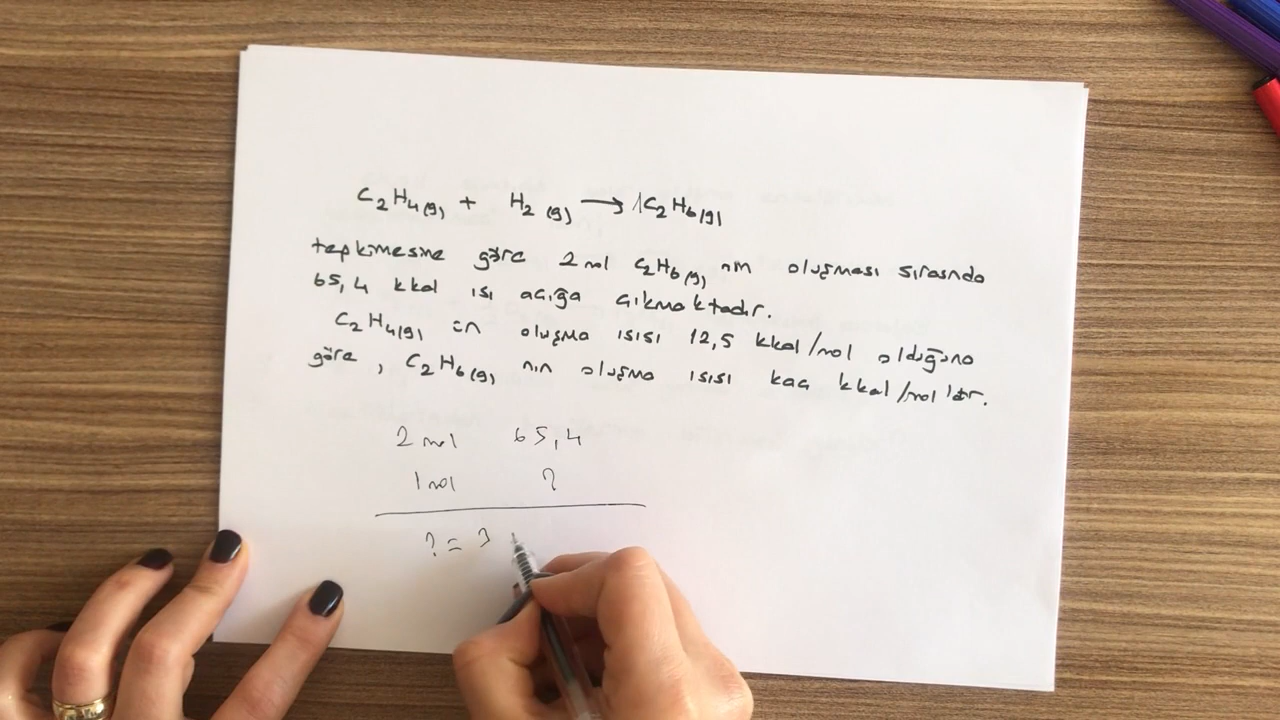 C₂H₄(g) + H₂(g) → 1C₂H₆(g)
tepkimesine göre 2 mol C₂H₆(g) nın oluşması sırasında
65,4 kkal ısı açığa çıkmaktadır.
C₂H₄(g) ün oluşma ısısı 12,5 kkal/mol olduğuna
göre, C₂H₆(g) nın oluşma ısısı kaç kkal/mol'dür.
2 mol 65,4
1 mol ?
? = 3